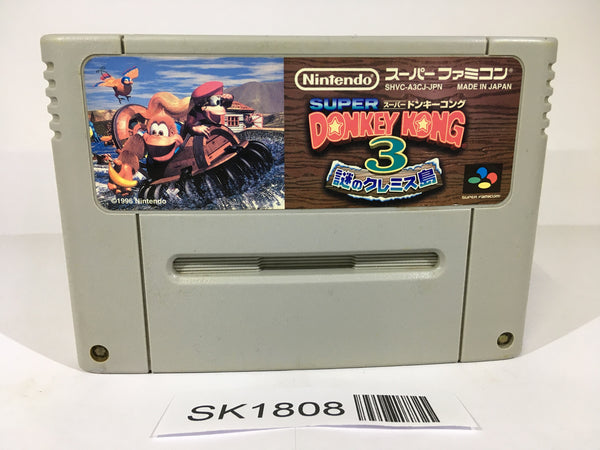 Nintendo
スーパーファミコン
SHVC-A3CJ-JPN MADE IN JAPAN
SUPER スーパー ドンキーコング
DONKEY KONG
3
謎のクレミス島
SUPER FAMICOM
©1996 Nintendo
SK1808